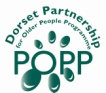 Dorset Partnership
for Older People Programme
POPP